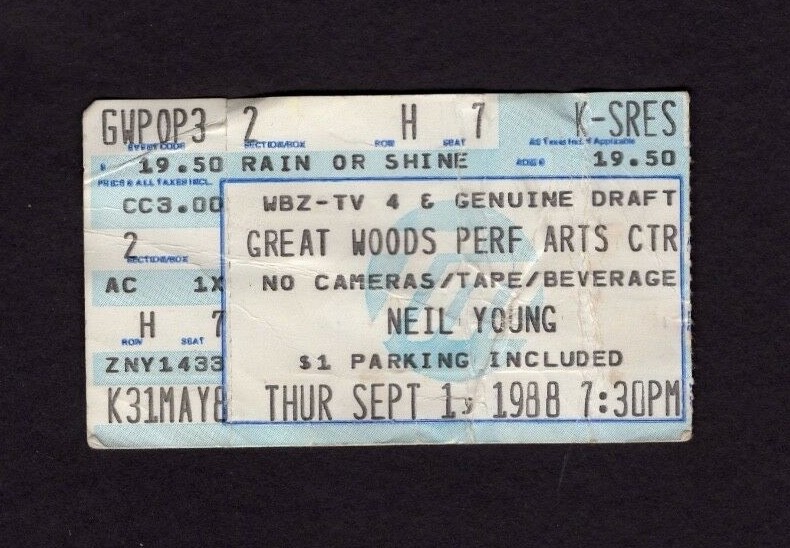 GWPOP3 2 H 7 K-SRES
EVENT CODE SECTION/BOX ROW SEAT All Taxes Incl. if Applicable
$ 19.50 RAIN OR SHINE 19.50
PRICE & ALL TAXES INCL.
CC3.00 WBZ-TV 4 & GENUINE DRAFT
2 GREAT WOODS PERF ARTS CTR
SECTION/BOX
AC 1X NO CAMERAS/TAPE/BEVERAGE
H 7 NEIL YOUNG
ROW SEAT
ZNY1433 $1 PARKING INCLUDED
K31MAY8 THUR SEPT 1, 1988 7:30PM